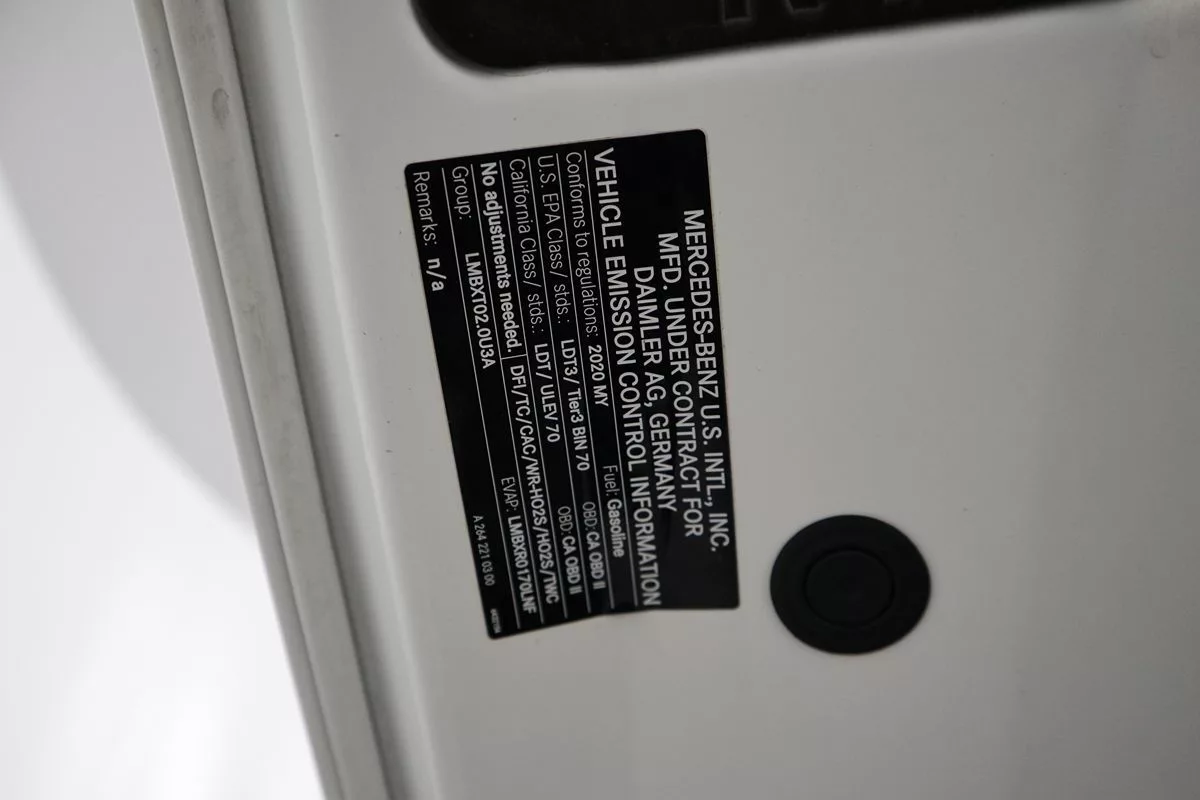 MERCEDES-BENZ U.S. INTL., INC.
MFD. UNDER CONTRACT FOR
DAIMLER AG, GERMANY
VEHICLE EMISSION CONTROL INFORMATION
Conforms to regulations: 2020 MY Fuel: Gasoline
U.S. EPA Class/ stds.: LDT3/ Tier3 BIN 70 OBD: CA OBD II
California Class/ stds.: LDT/ ULEV 70 OBD: CA OBD II
No adjustments needed. DFI/TC/CAC/WR-HO2S/HO2S/TWC
Group: LMBXT02.0U3A EVAP: LMBXR0170LNF
Remarks: n/a A 264 221 03 00